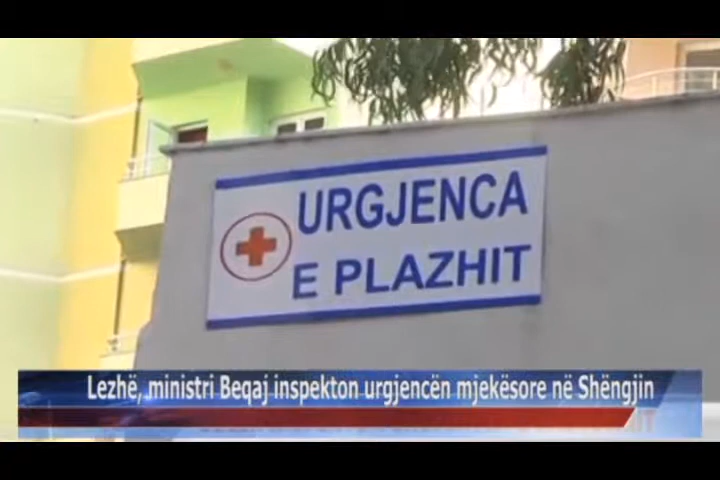 URGJENCA
E PLAZHIT
Lezhë, ministri Beqaj inspekton urgjencën mjekësore në Shëngjin